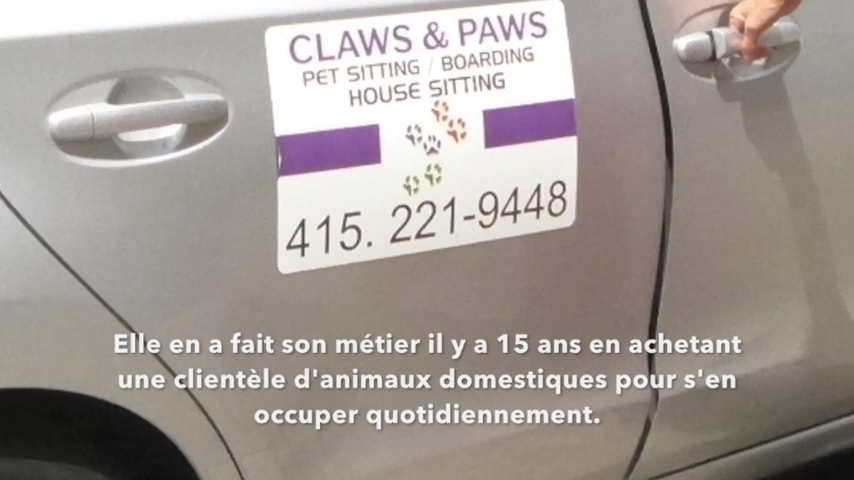 CLAWS & PAWS
PET SITTING / BOARDING
HOUSE SITTING
415. 221-9448
Elle en a fait son métier il y a 15 ans en achetant
une clientèle d'animaux domestiques pour s'en
occuper quotidiennement.